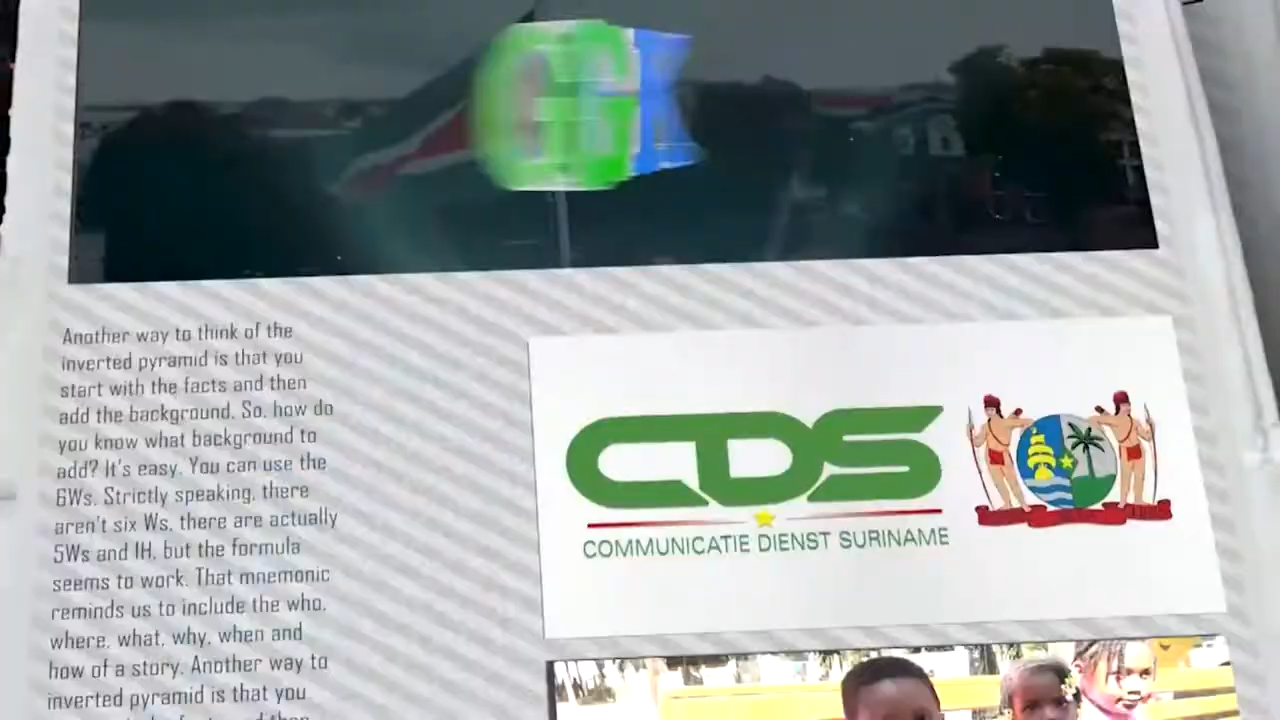 Another way to think of the
inverted pyramid is that you
start with the facts and then
add the background. So, how do
you know what background to
add? It's easy. You can use the
6Ws. Strictly speaking, there
aren't six Ws, there are actually
5Ws and 1H, but the formula
seems to work. That mnemonic
reminds us to include the who,
where, what, why, when and
how of a story. Another way to
inverted pyramid is that you
CDS
COMMUNICATIE DIENST SURINAME